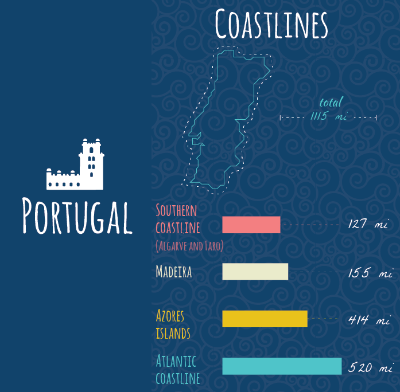 COASTLINES
total
1115 mi
PORTUGAL
SOUTHERN
COASTLINE
(ALGARVE AND FARO)
127 mi
MADEIRA
155 mi
AZORES
ISLANDS
414 mi
ATLANTIC
COASTLINE
520 mi